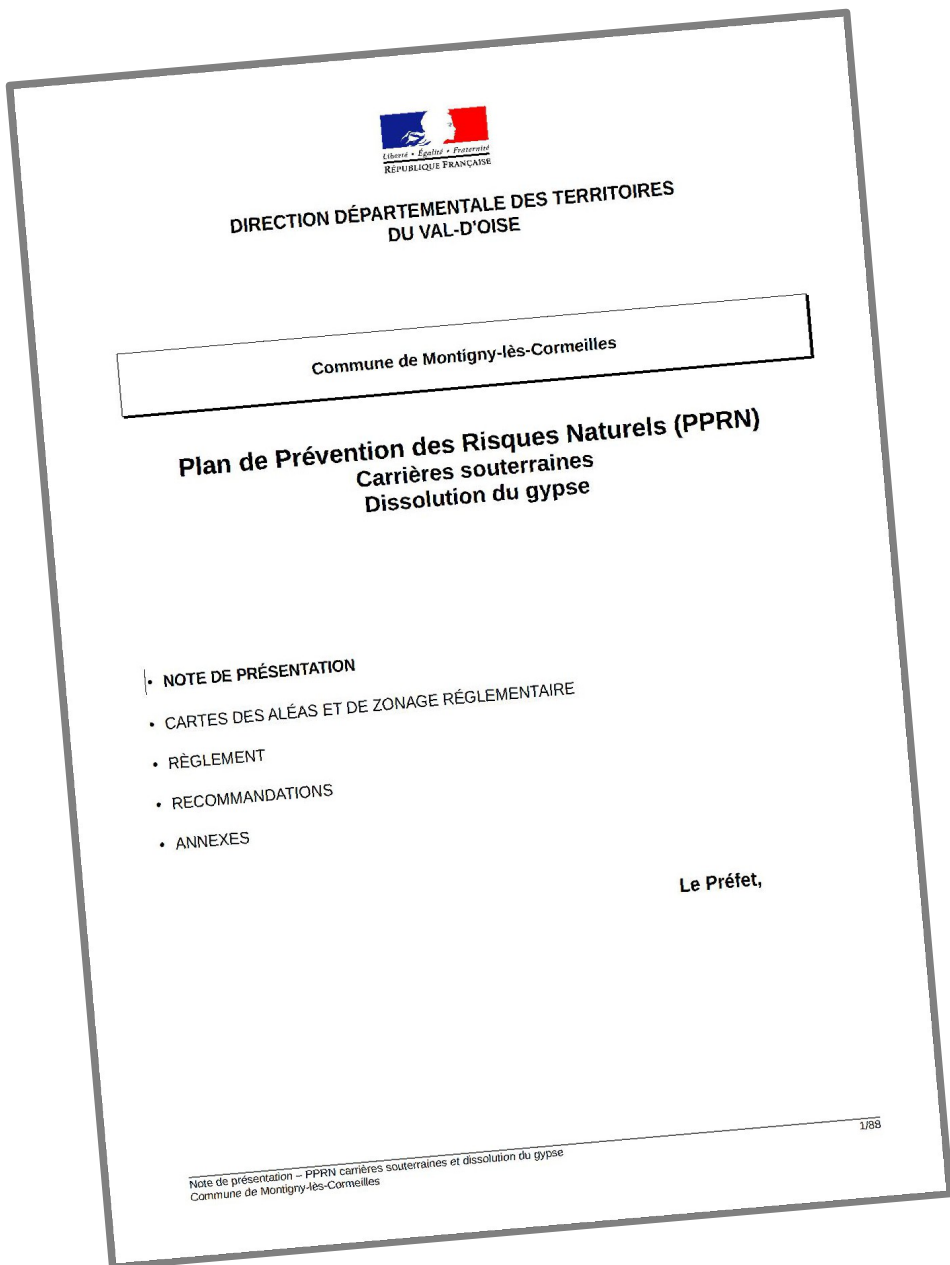 Liberté • Égalité • Fraternité
RÉPUBLIQUE FRANÇAISE
DIRECTION DÉPARTEMENTALE DES TERRITOIRES
DU VAL-D'OISE
Commune de Montigny-lès-Cormeilles
Plan de Prévention des Risques Naturels (PPRN)
Carrières souterraines
Dissolution du gypse
• NOTE DE PRÉSENTATION
• CARTES DES ALÉAS ET DE ZONAGE RÉGLEMENTAIRE
• RÈGLEMENT
• RECOMMANDATIONS
• ANNEXES
Le Préfet,
Note de présentation – PPRN carrières souterraines et dissolution du gypse
Commune de Montigny-lès-Cormeilles
1/88